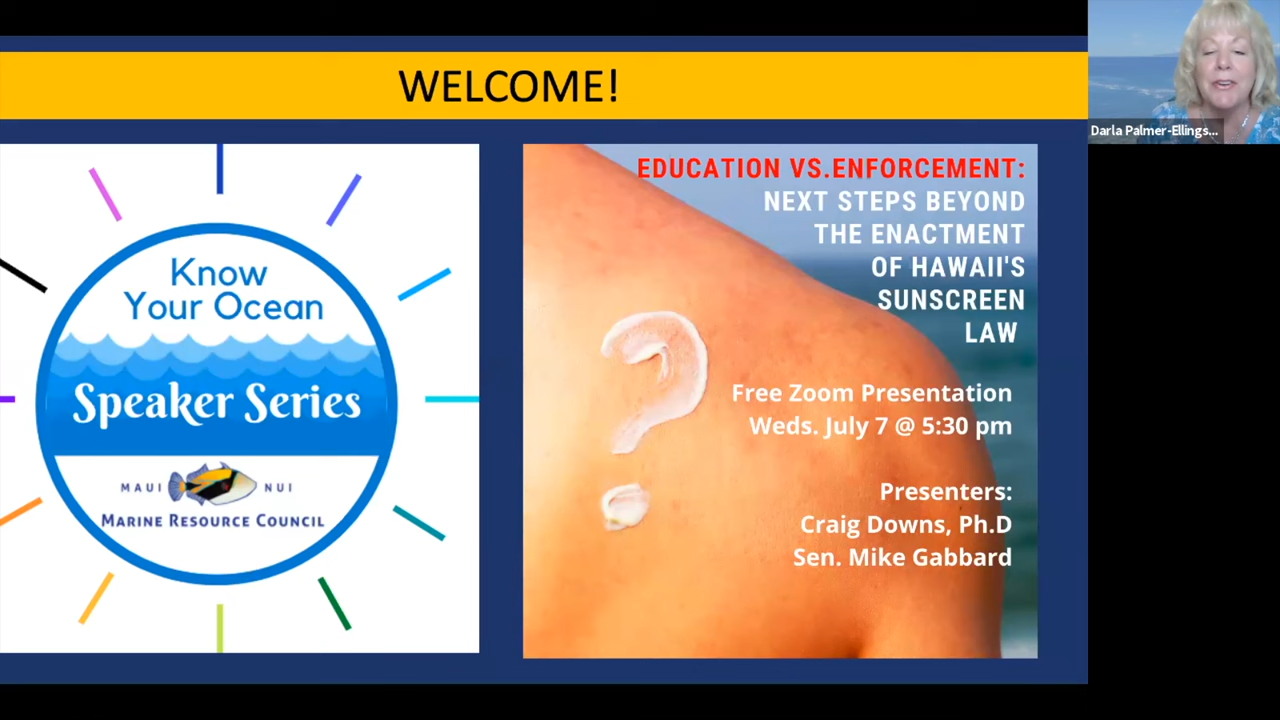 WELCOME!
Know
Your Ocean
Speaker Series
MAUI NUI
MARINE RESOURCE COUNCIL
EDUCATION VS.ENFORCEMENT:
NEXT STEPS BEYOND
THE ENACTMENT
OF HAWAII'S
SUNSCREEN
LAW
Free Zoom Presentation
Weds. July 7 @ 5:30 pm
Presenters:
Craig Downs, Ph.D
Sen. Mike Gabbard
Darla Palmer-Ellings...